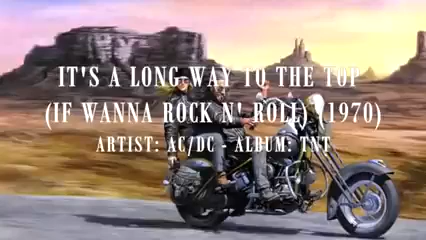 IT'S A LONG WAY TO THE TOP
(IF WANNA ROCK N' ROLL) (1970)
ARTIST: AC/DC - ALBUM: TNT